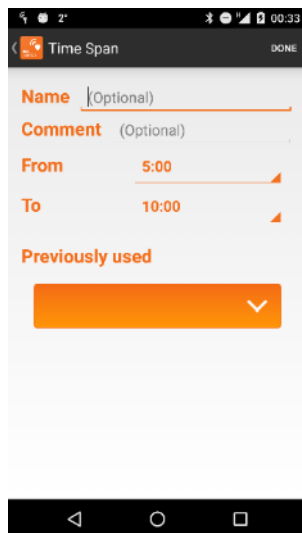 2° 00:33
Time Span DONE
Name (Optional)
Comment (Optional)
From 5:00
To 10:00
Previously used